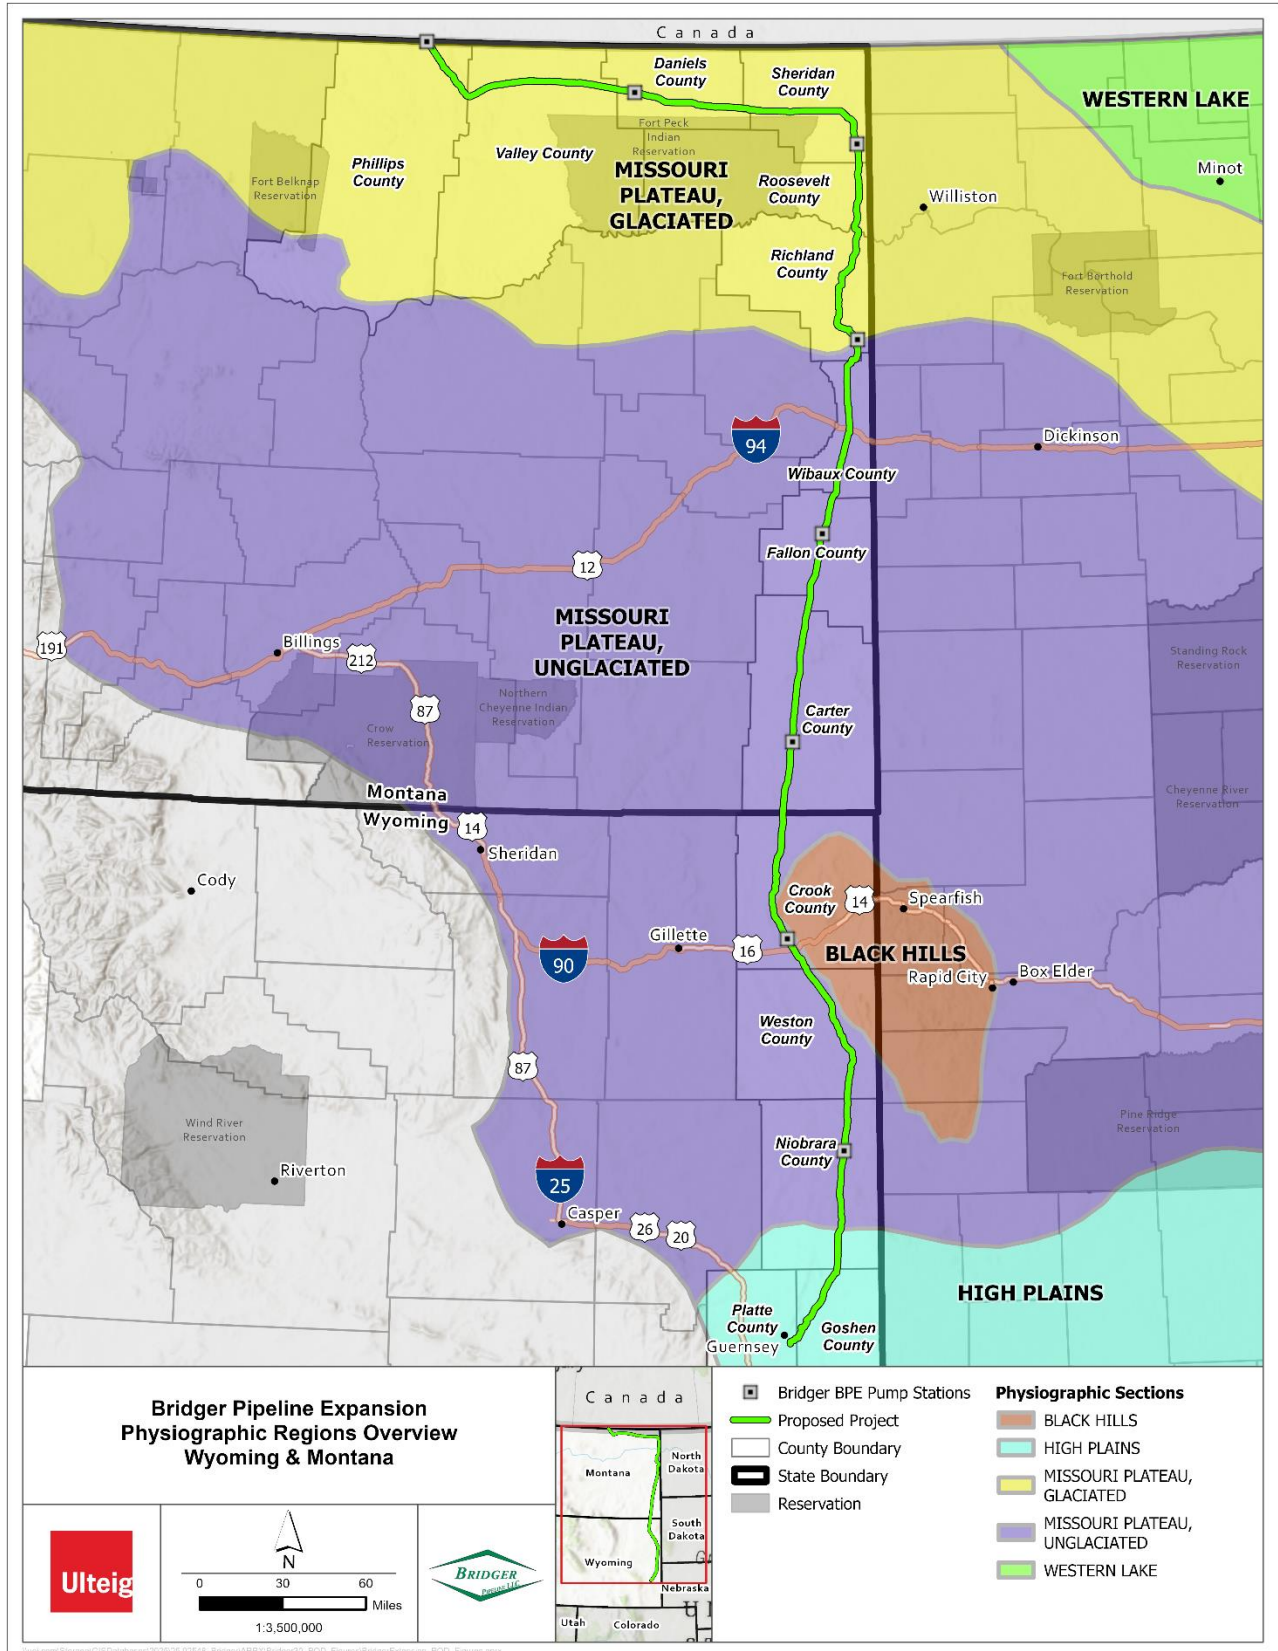 Canada
Daniels
County
Sheridan
County
WESTERN LAKE
Fort Peck
Indian
Reservation
Valley County
Phillips
County
MISSOURI
PLATEAU,
GLACIATED
Minot
Fort Belknap
Reservation
Roosevelt
County
Williston
Richland
County
Fort Berthold
Reservation
94
Dickinson
Wibaux County
12
Fallon County
MISSOURI
PLATEAU,
UNGLACIATED
191
Billings
212
Standing Rock
Reservation
Northern
Cheyenne Indian
Reservation
87
Crow
Reservation
Carter
County
Montana
Wyoming
Cheyenne River
Reservation
14
Sheridan
Cody
Crook
County
14
Spearfish
Gillette
16
90
BLACK HILLS
Rapid City
Box Elder
Weston
County
87
Wind River
Reservation
Pine Ridge
Reservation
Niobrara
County
Riverton
25
Casper
26
20
HIGH PLAINS
Platte
County
Guernsey
Goshen
County
Bridger Pipeline Expansion
Physiographic Regions Overview
Wyoming & Montana
Ulteig
N
0 30 60
Miles
1:3,500,000
BRIDGER
PIPELINE LLC
Canada
Montana
North
Dakota
South
Dakota
Wyoming
Nebraska
Utah
Colorado
Bridger BPE Pump Stations
Proposed Project
County Boundary
State Boundary
Reservation
Physiographic Sections
BLACK HILLS
HIGH PLAINS
MISSOURI PLATEAU,
GLACIATED
MISSOURI PLATEAU,
UNGLACIATED
WESTERN LAKE